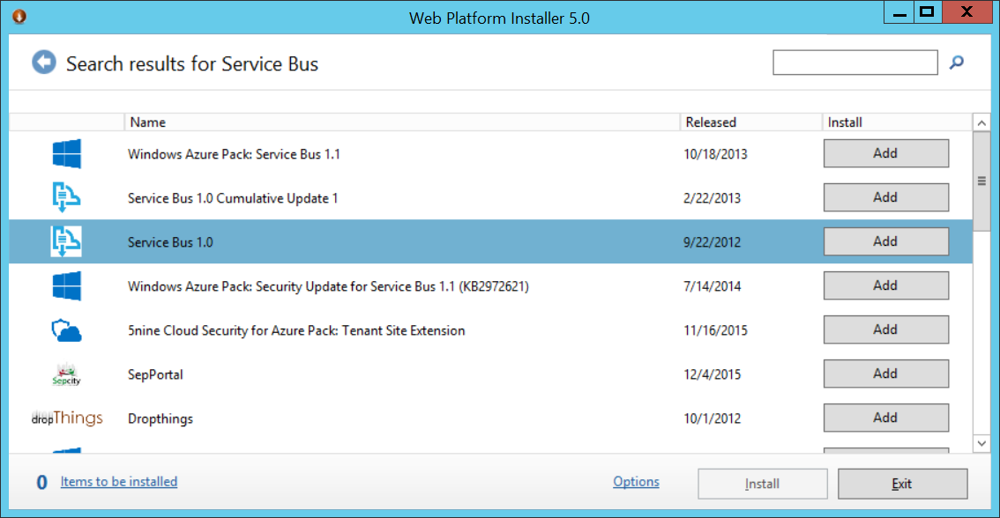 Web Platform Installer 5.0
Search results for Service Bus
Name Released Install
Windows Azure Pack: Service Bus 1.1 10/18/2013 Add
Service Bus 1.0 Cumulative Update 1 2/22/2013 Add
Service Bus 1.0 9/22/2012 Add
Windows Azure Pack: Security Update for Service Bus 1.1 (KB2972621) 7/14/2014 Add
5nine Cloud Security for Azure Pack: Tenant Site Extension 11/16/2015 Add
Sepcity SepPortal 12/4/2015 Add
dropThings Dropthings 10/1/2012 Add
0 Items to be installed Options Install Exit